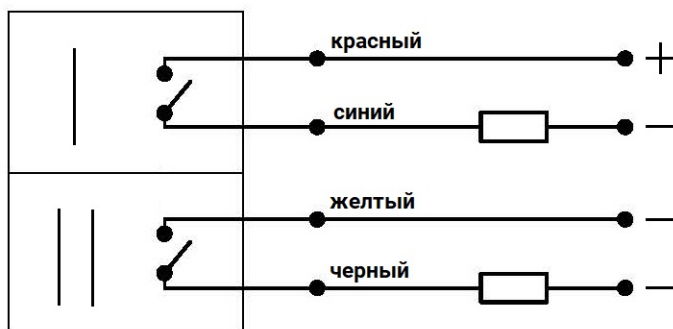 красный
+
синий
—
желтый
—
черный
—